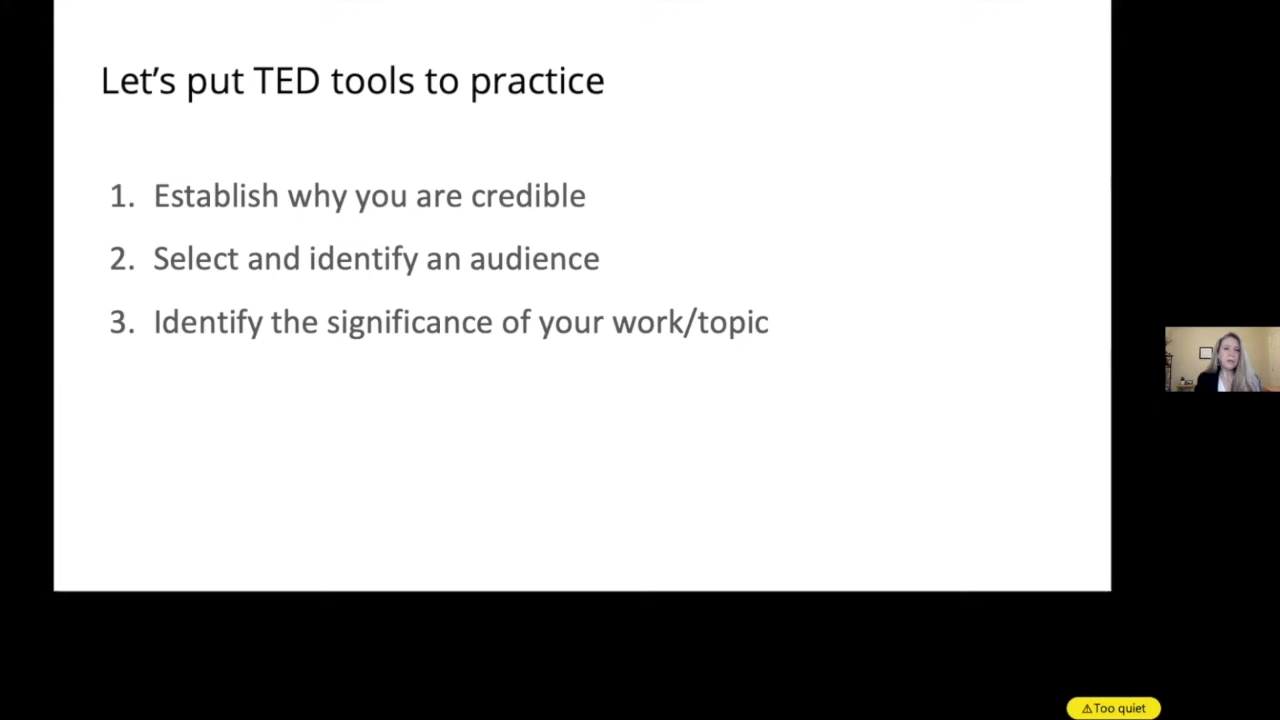 Let’s put TED tools to practice
1. Establish why you are credible
2. Select and identify an audience
3. Identify the significance of your work/topic
⚠Too quiet